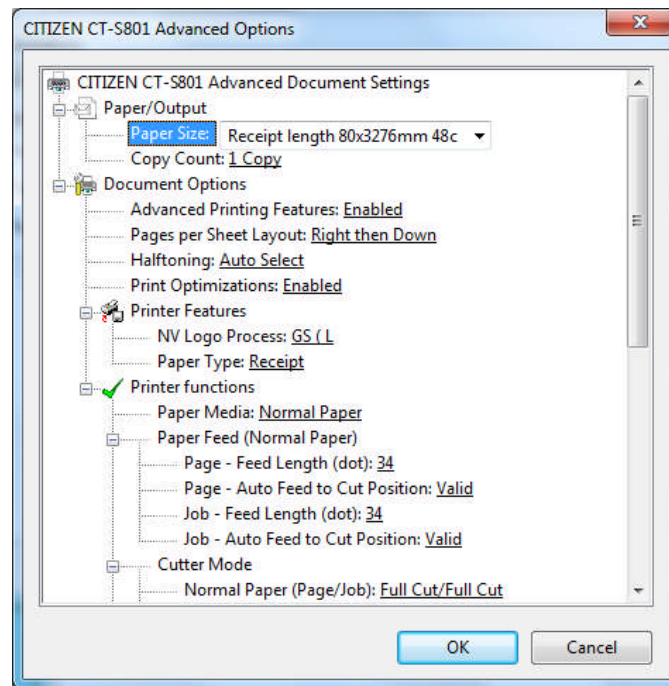 CITIZEN CT-S801 Advanced Options
CITIZEN CT-S801 Advanced Document Settings
Paper/Output
Paper Size: Receipt length 80x3276mm 48c
Copy Count: 1 Copy
Document Options
Advanced Printing Features: Enabled
Pages per Sheet Layout: Right then Down
Halftoning: Auto Select
Print Optimizations: Enabled
Printer Features
NV Logo Process: GS ( L
Paper Type: Receipt
Printer functions
Paper Media: Normal Paper
Paper Feed (Normal Paper)
Page - Feed Length (dot): 34
Page - Auto Feed to Cut Position: Valid
Job - Feed Length (dot): 34
Job - Auto Feed to Cut Position: Valid
Cutter Mode
Normal Paper (Page/Job): Full Cut/Full Cut
OK Cancel